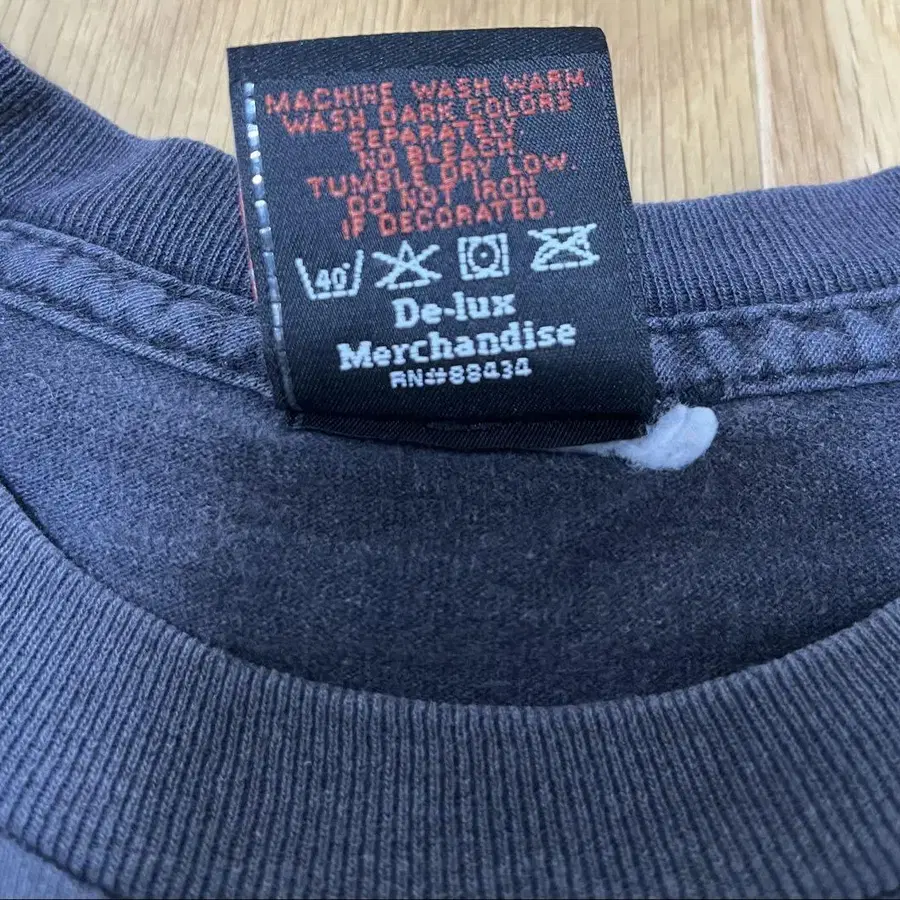 MACHINE WASH WARM.
WASH DARK COLORS
SEPARATELY.
NO BLEACH.
TUMBLE DRY LOW.
DO NOT IRON
IF DECORATED.
40°
De-lux
Merchandise
RN#88434